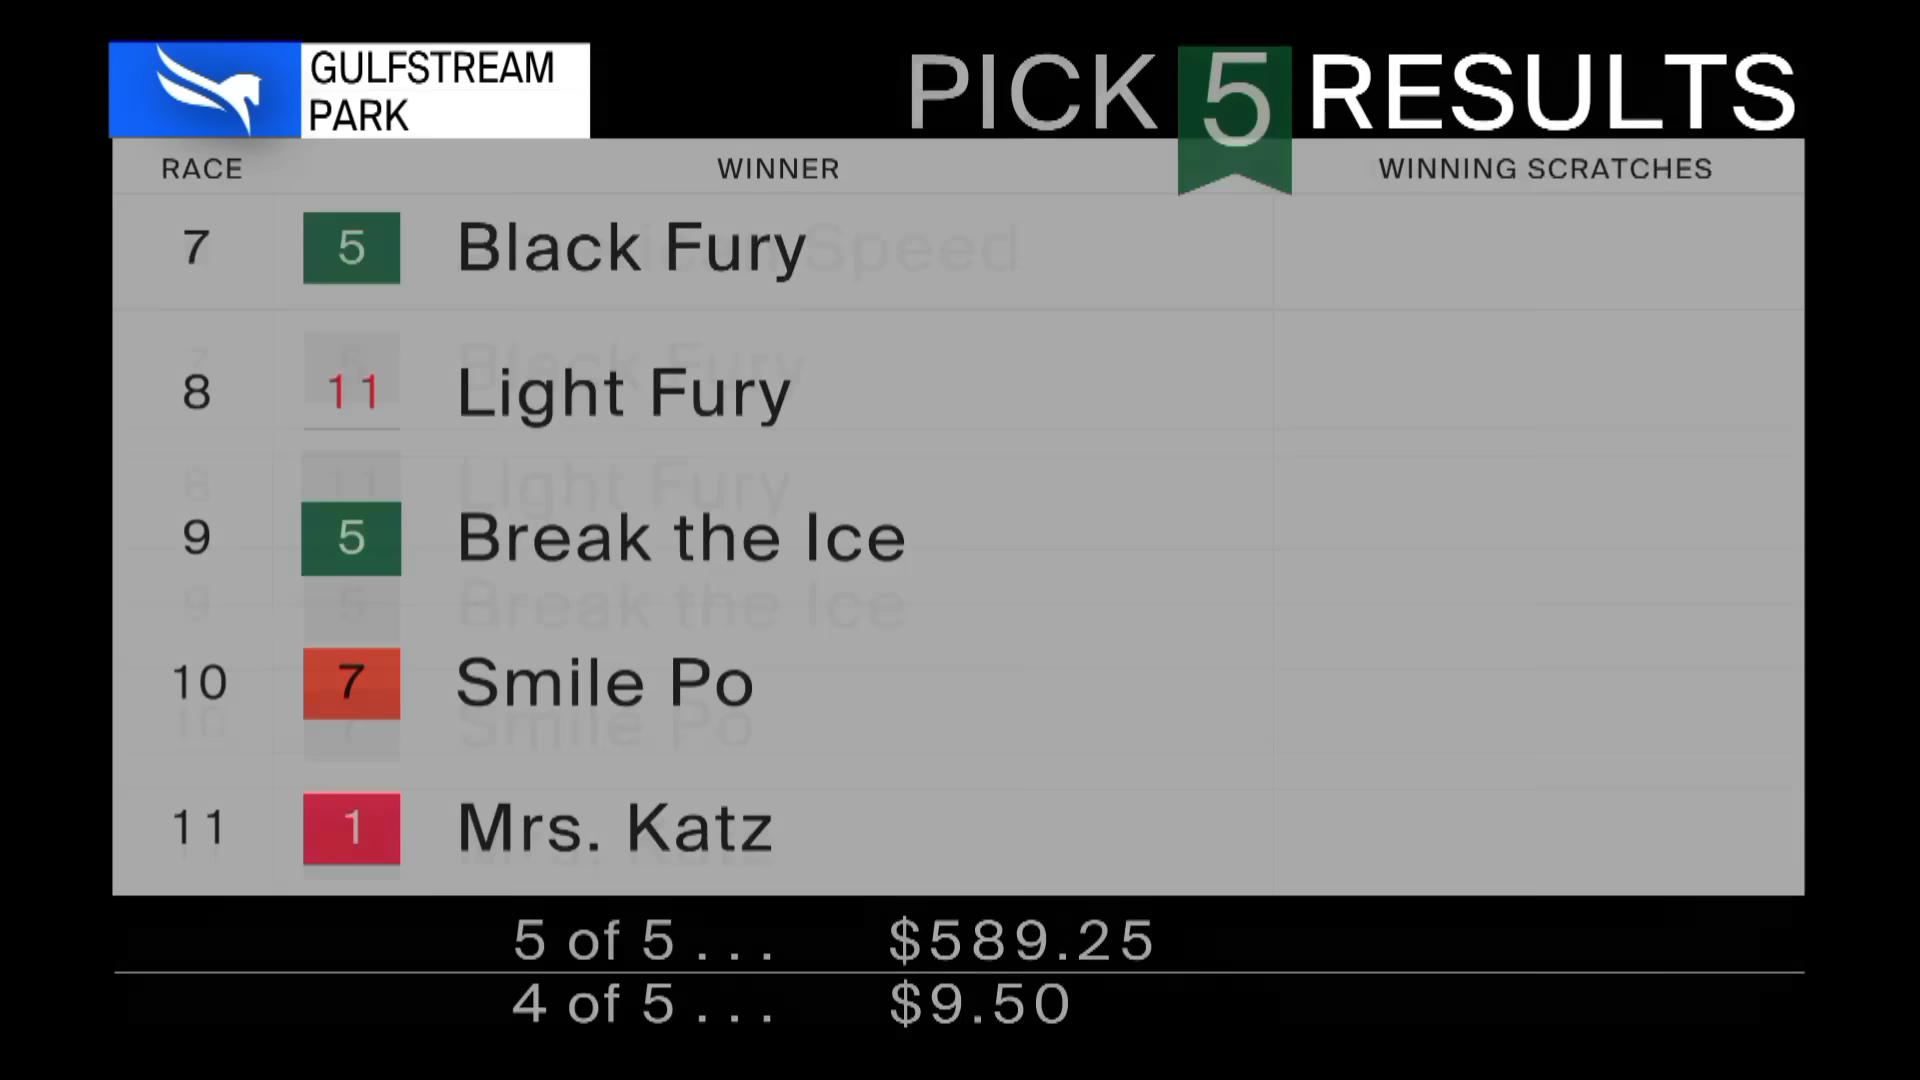 GULFSTREAM
PARK
PICK 5 RESULTS
RACE WINNER WINNING SCRATCHES
7 5 Black Fury
8 11 Light Fury
9 5 Break the Ice
10 7 Smile Po
11 1 Mrs. Katz
5 of 5 . . . $589.25
4 of 5 . . . $9.50